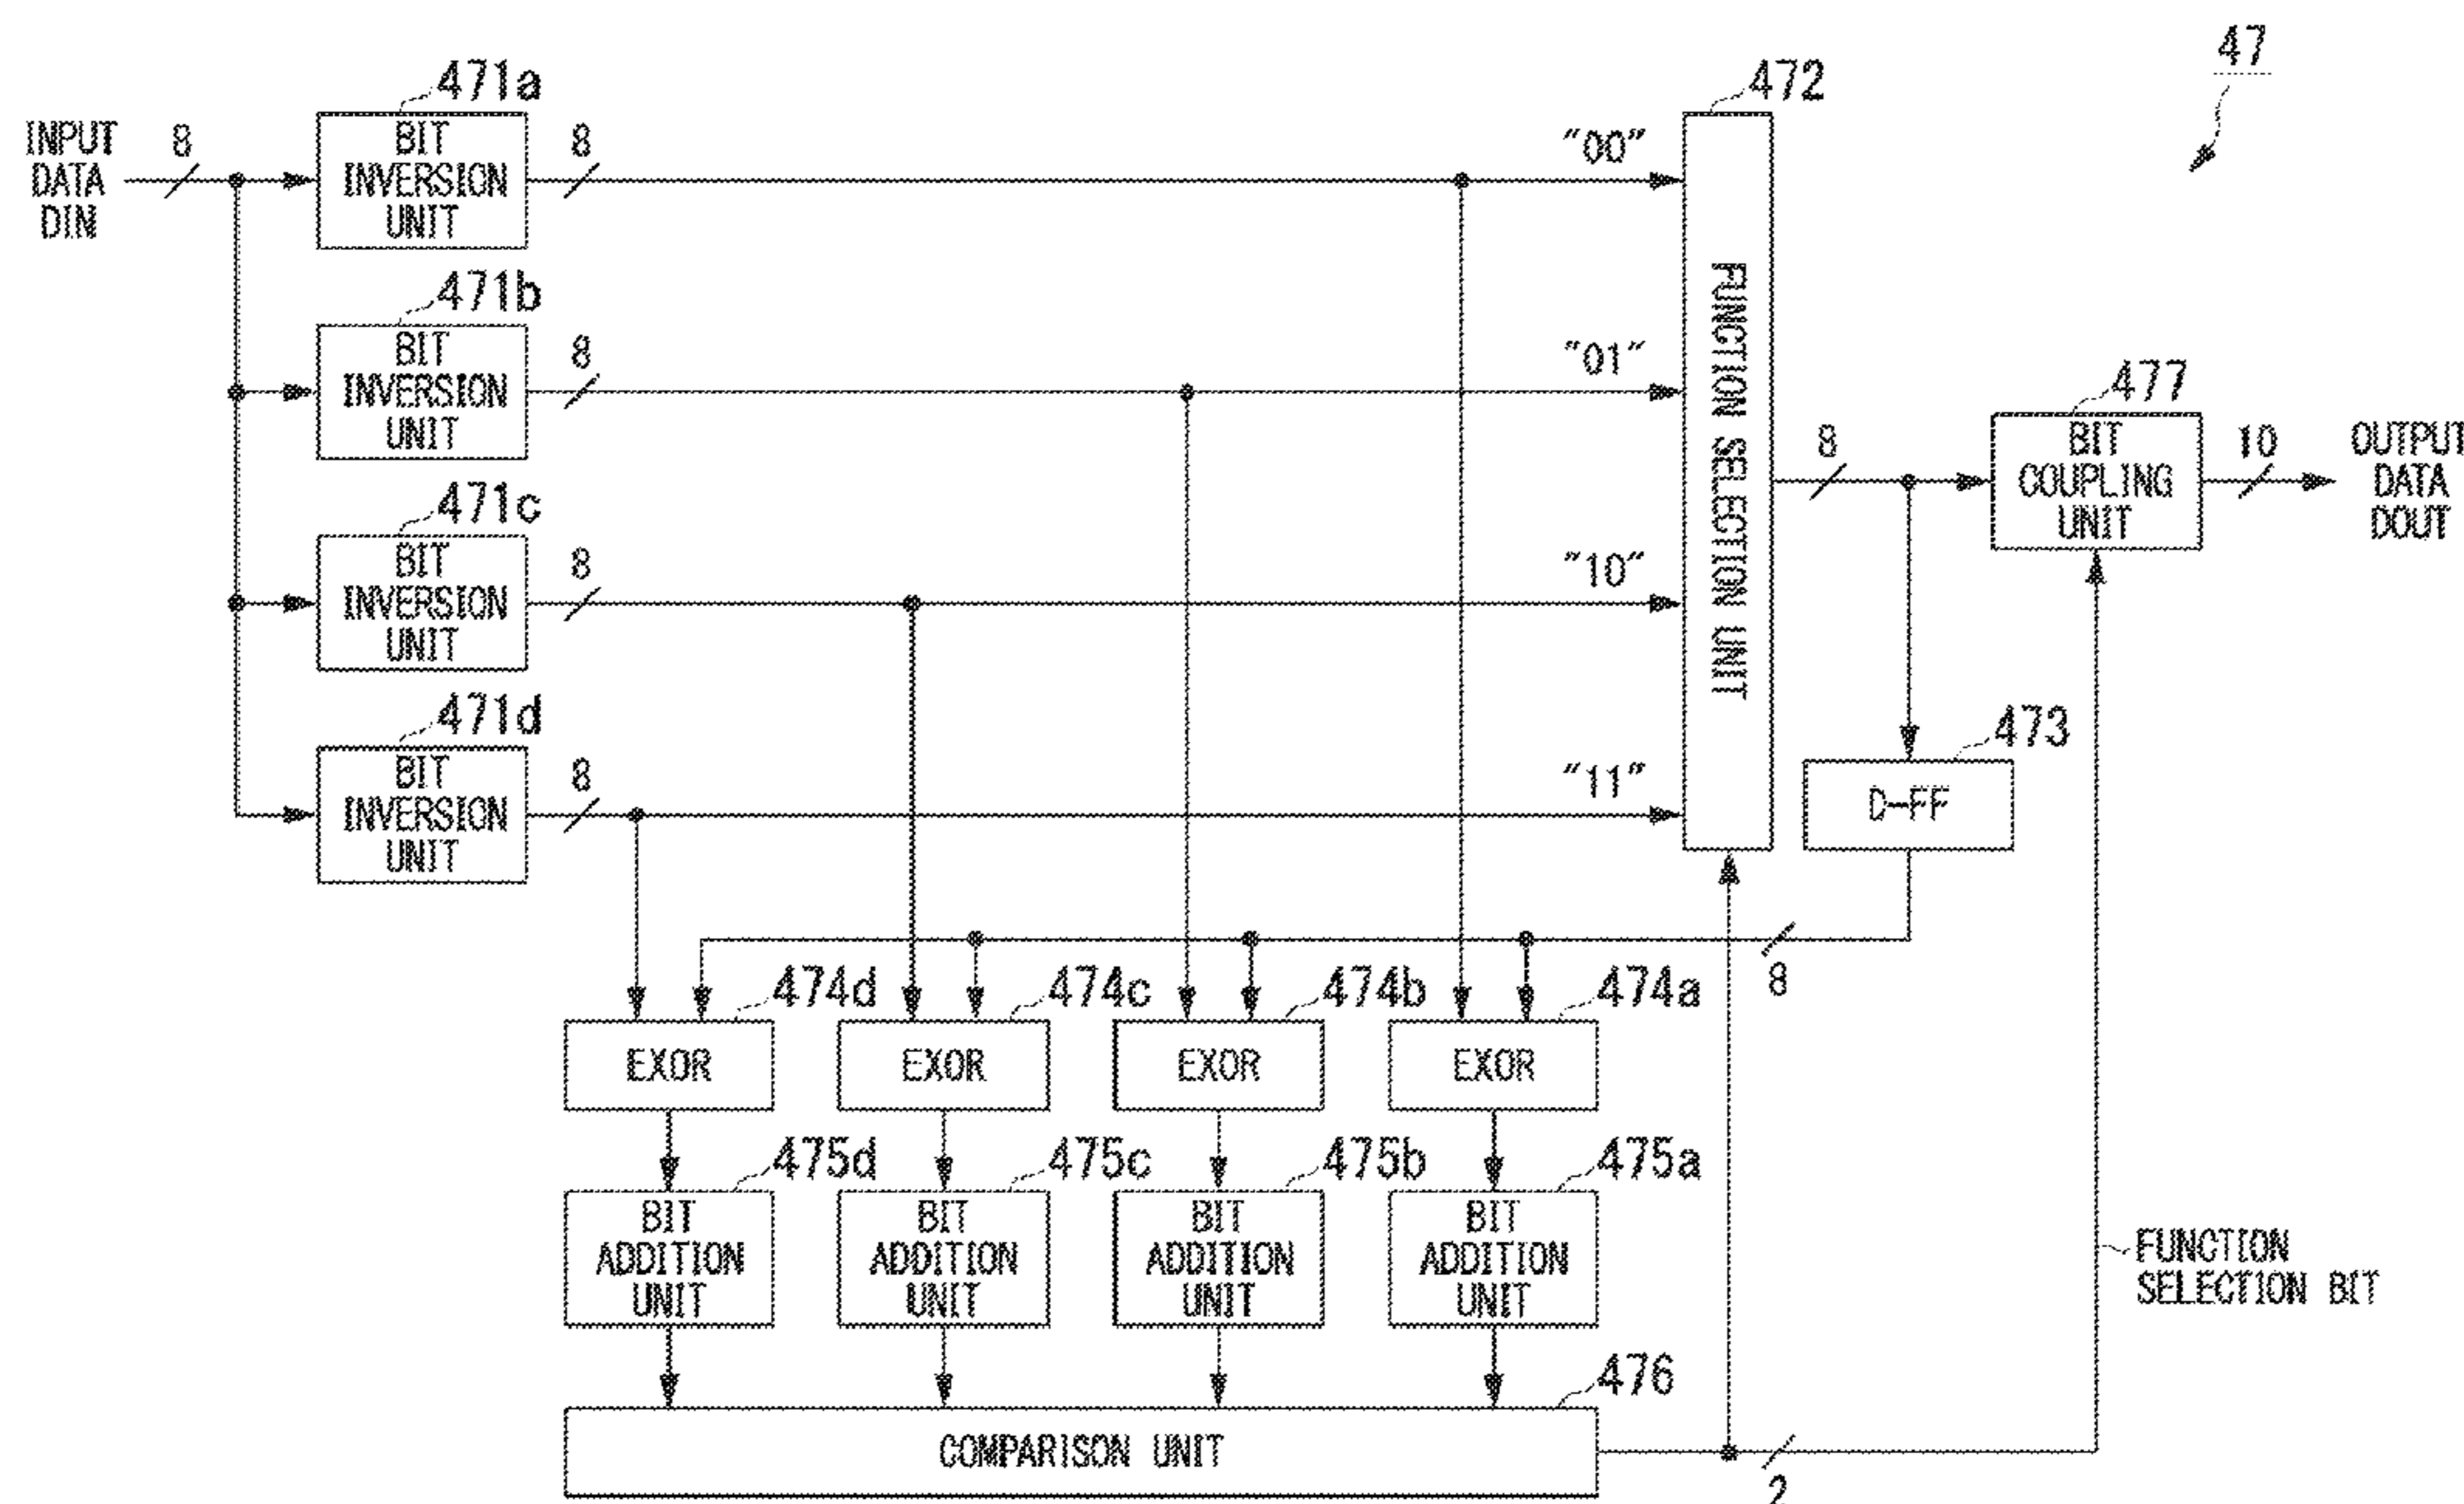 47
471a
472
INPUT
DATA
DIN
8
BIT
INVERSION
UNIT
8
"00"
471b
BIT
INVERSION
UNIT
8
"01"
FUNCTION SELECTION UNIT
477
8
BIT
COUPLING
UNIT
10
OUTPUT
DATA
DOUT
471c
BIT
INVERSION
UNIT
8
"10"
471d
BIT
INVERSION
UNIT
8
"11"
473
D-FF
8
474d
474c
474b
474a
EXOR
EXOR
EXOR
EXOR
475d
475c
475b
475a
BIT
ADDITION
UNIT
BIT
ADDITION
UNIT
BIT
ADDITION
UNIT
BIT
ADDITION
UNIT
FUNCTION
SELECTION BIT
476
COMPARISON UNIT
2